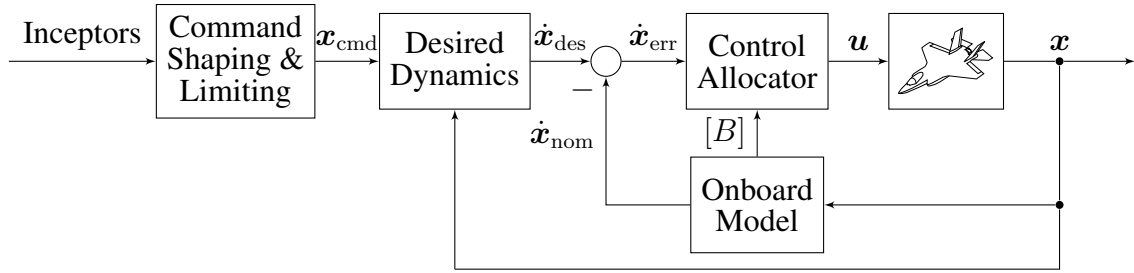 Inceptors
Command
Shaping &
Limiting
x_cmd
Desired
Dynamics
ẋ_des
−
ẋ_err
Control
Allocator
u
x
[B]
ẋ_nom
Onboard
Model